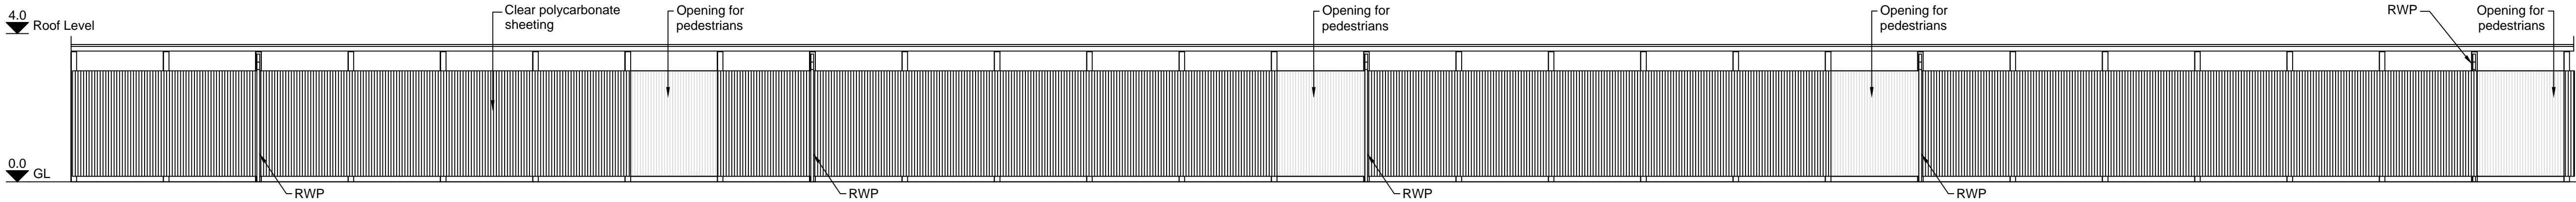 4.0
Roof Level
Clear polycarbonate
sheeting
Opening for
pedestrians
Opening for
pedestrians
Opening for
pedestrians
RWP
Opening for
pedestrians
0.0
GL
RWP
RWP
RWP
RWP